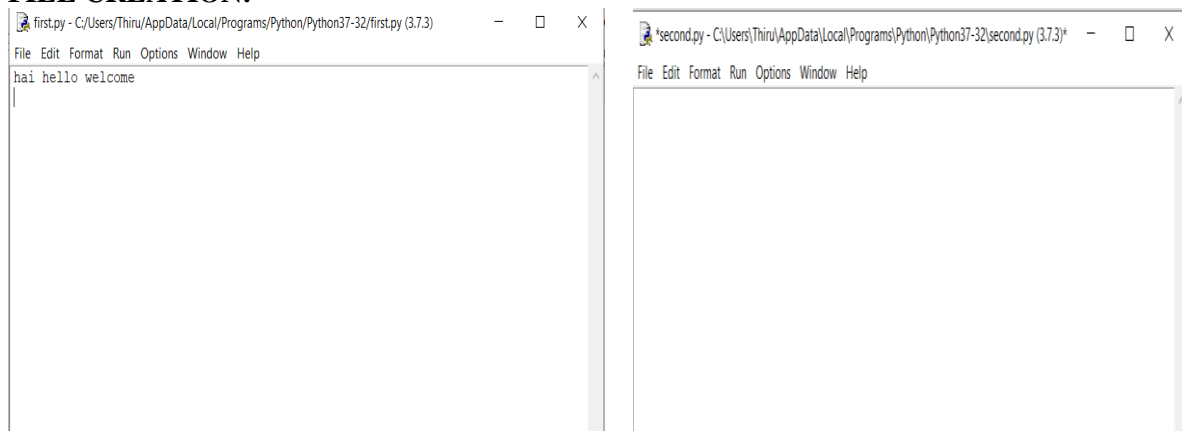 FILE CREATION:
first.py - C:/Users/Thiru/AppData/Local/Programs/Python/Python37-32/first.py (3.7.3)
File Edit Format Run Options Window Help
hai hello welcome
*second.py - C:\Users\Thiru\AppData\Local\Programs\Python\Python37-32\second.py (3.7.3)*
File Edit Format Run Options Window Help